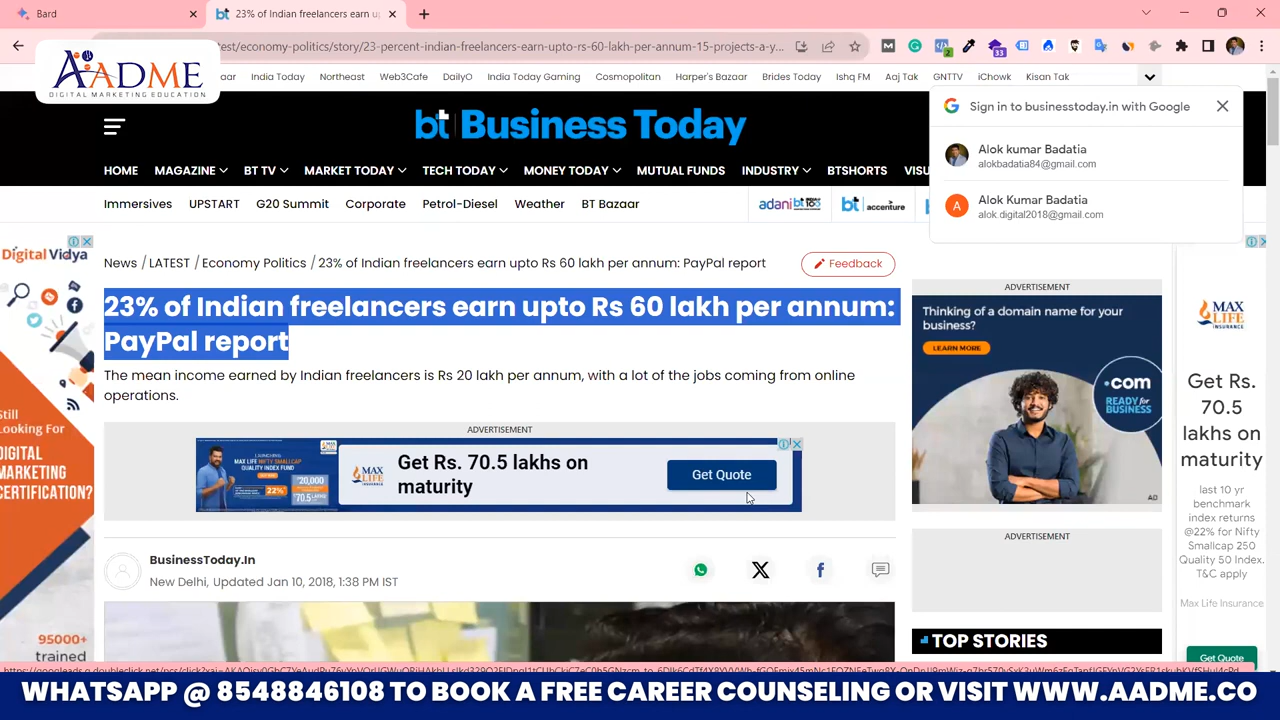 Bard
23% of Indian freelancers earn u
test/economy-politics/story/23-percent-indian-freelancers-earn-upto-rs-60-lakh-per-annum-15-projects-a-y...
AADME
DIGITAL MARKETING EDUCATION
India Today Northeast Web3Cafe DailyO India Today Gaming Cosmopolitan Harper's Bazaar Brides Today Ishq FM Aaj Tak GNTTV iChowk Kisan Tak
Sign in to businesstoday.in with Google
Alok kumar Badatia
alokbadatia84@gmail.com
Alok Kumar Badatia
alok.digital2018@gmail.com
bt Business Today
HOME MAGAZINE BT TV MARKET TODAY TECH TODAY MONEY TODAY MUTUAL FUNDS INDUSTRY BTSHORTS VISU
Immersives UPSTART G20 Summit Corporate Petrol-Diesel Weather BT Bazaar
adani bt accenture
News / LATEST / Economy Politics / 23% of Indian freelancers earn upto Rs 60 lakh per annum: PayPal report
Feedback
23% of Indian freelancers earn upto Rs 60 lakh per annum:
PayPal report
The mean income earned by Indian freelancers is Rs 20 lakh per annum, with a lot of the jobs coming from online
operations.
ADVERTISEMENT
MAX
LIFE
INSURANCE
Get Rs. 70.5 lakhs on
maturity
Get Quote
BusinessToday.In
New Delhi, Updated Jan 10, 2018, 1:38 PM IST
Digital Vidya
Still
Looking For
DIGITAL
MARKETING
CERTIFICATION?
95000+
trained
ADVERTISEMENT
Thinking of a domain name for your
business?
LEARN MORE
.com
READY FOR
BUSINESS
AD
ADVERTISEMENT
TOP STORIES
MAX
LIFE
INSURANCE
Get Rs.
70.5
lakhs on
maturity
last 10 yr
benchmark
index returns
@22% for Nifty
Smallcap 250
Quality 50 Index.
T&C apply
Max Life Insurance
Get Quote
WHATSAPP @ 8548846108 TO BOOK A FREE CAREER COUNSELING OR VISIT WWW.AADME.CO